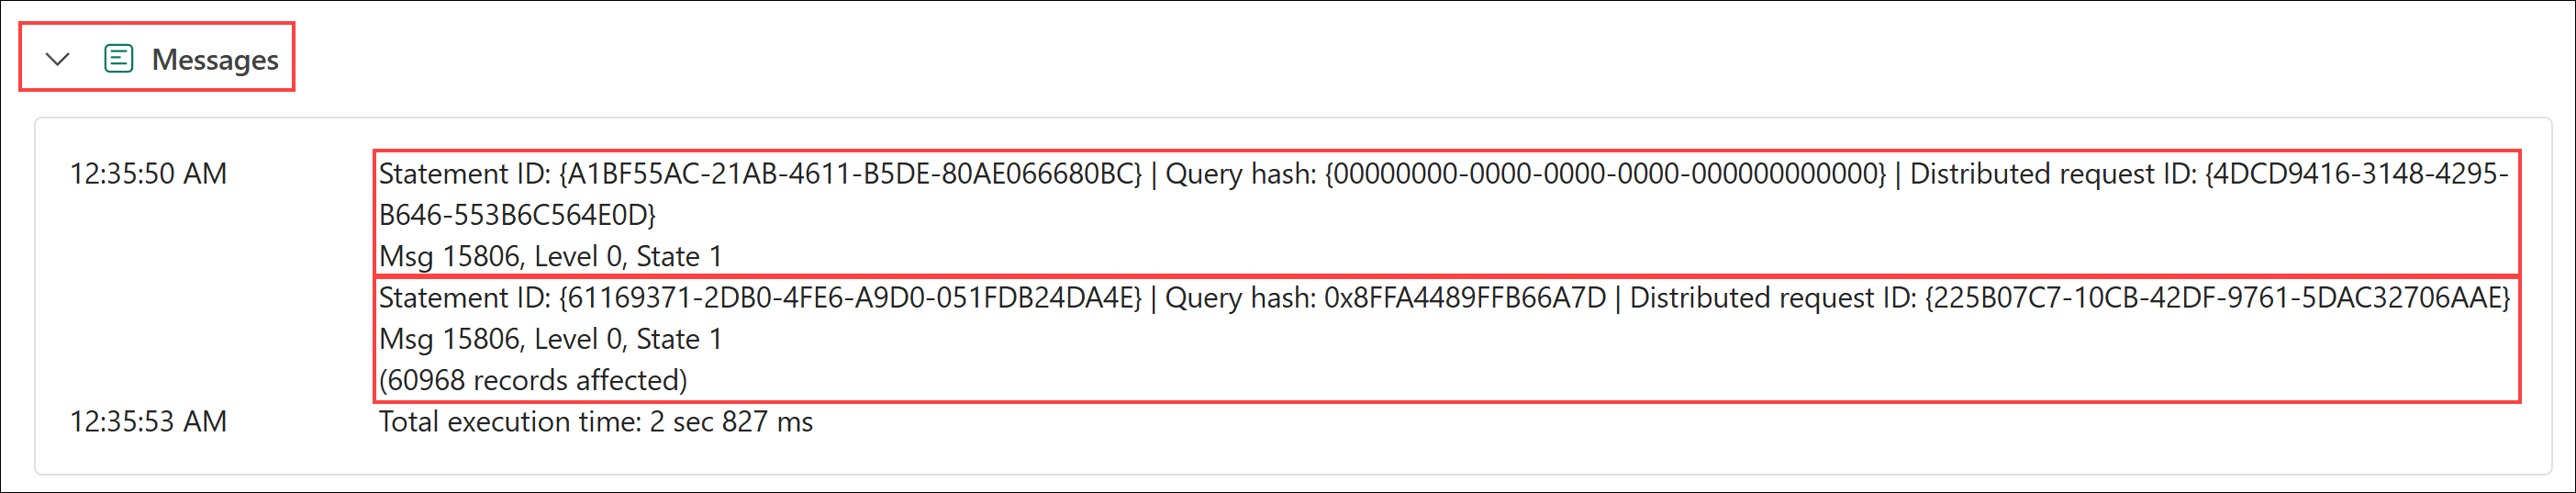 Messages
12:35:50 AM Statement ID: {A1BF55AC-21AB-4611-B5DE-80AE066680BC} | Query hash: {00000000-0000-0000-0000-000000000000} | Distributed request ID: {4DCD9416-3148-4295-
B646-553B6C564E0D}
Msg 15806, Level 0, State 1
Statement ID: {61169371-2DB0-4FE6-A9D0-051FDB24DA4E} | Query hash: 0x8FFA4489FFB66A7D | Distributed request ID: {225B07C7-10CB-42DF-9761-5DAC32706AAE}
Msg 15806, Level 0, State 1
(60968 records affected)
12:35:53 AM Total execution time: 2 sec 827 ms